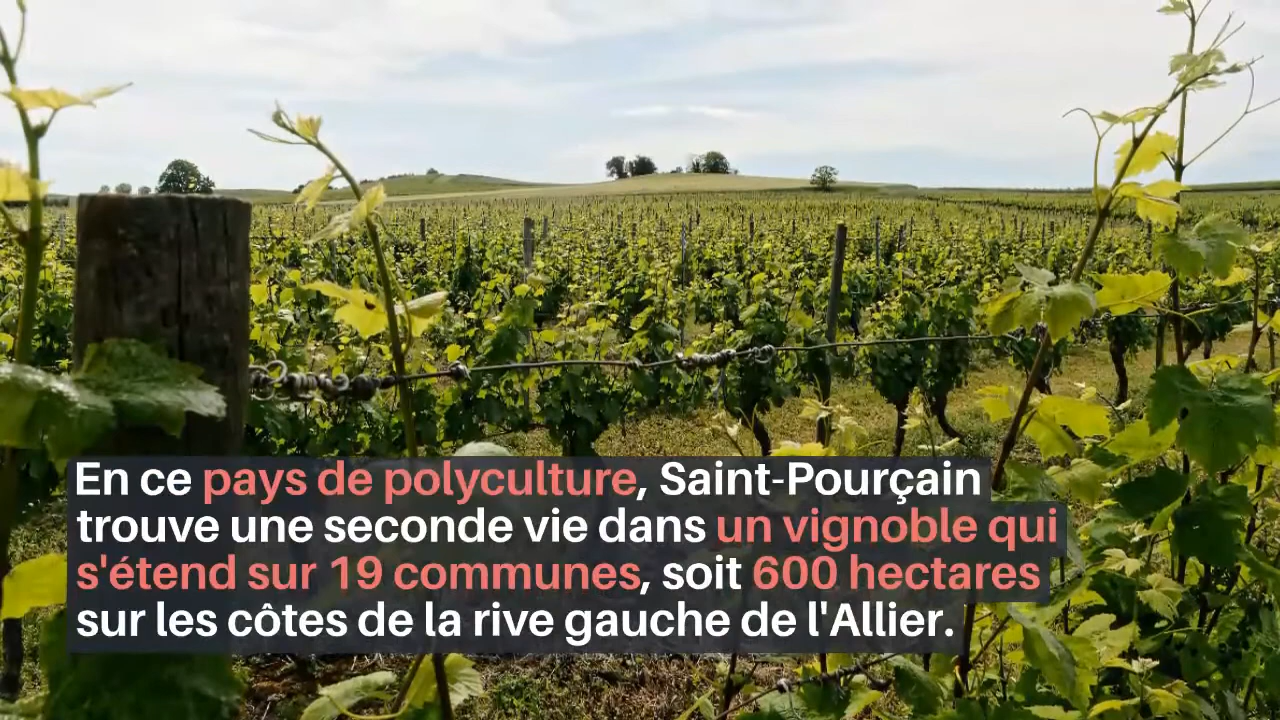 En ce pays de polyculture, Saint-Pourçain
trouve une seconde vie dans un vignoble qui
s'étend sur 19 communes, soit 600 hectares
sur les côtes de la rive gauche de l'Allier.